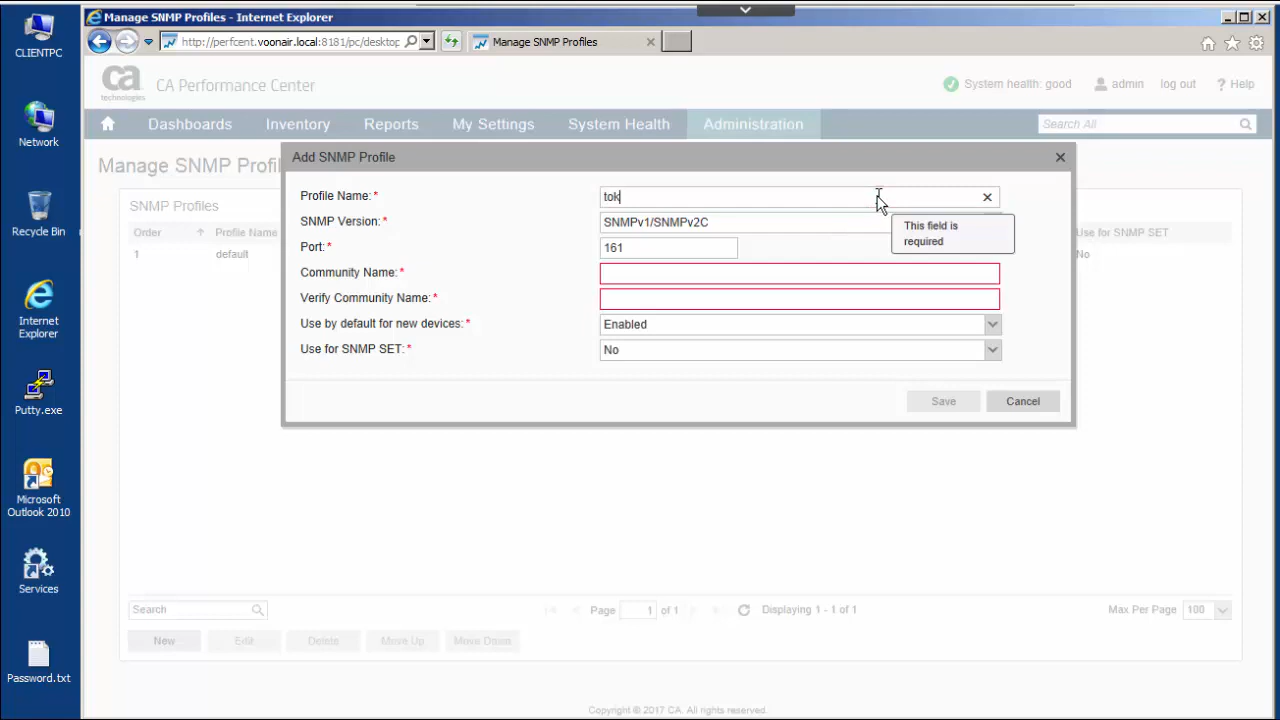 CLIENTPC
Network
Recycle Bin
Internet
Explorer
Putty.exe
Microsoft
Outlook 2010
Services
Password.txt
Manage SNMP Profiles - Internet Explorer
http://perfcent.voonair.local:8181/pc/desktop
Manage SNMP Profiles
ca
technologies
CA Performance Center
System health: good
admin
log out
? Help
Dashboards
Inventory
Reports
My Settings
System Health
Administration
Search All
Manage SNMP Profil
SNMP Profiles
Order
Profile Name
Use for SNMP SET
1
default
No
Add SNMP Profile
Profile Name: *
tok
SNMP Version: *
SNMPv1/SNMPv2C
This field is
required
Port: *
161
Community Name: *
Verify Community Name: *
Use by default for new devices: *
Enabled
Use for SNMP SET: *
No
Save
Cancel
Search
Page
1
of 1
Displaying 1 - 1 of 1
Max Per Page
100
New
Edit
Delete
Move Up
Move Down
Copyright © 2017 CA. All rights reserved.